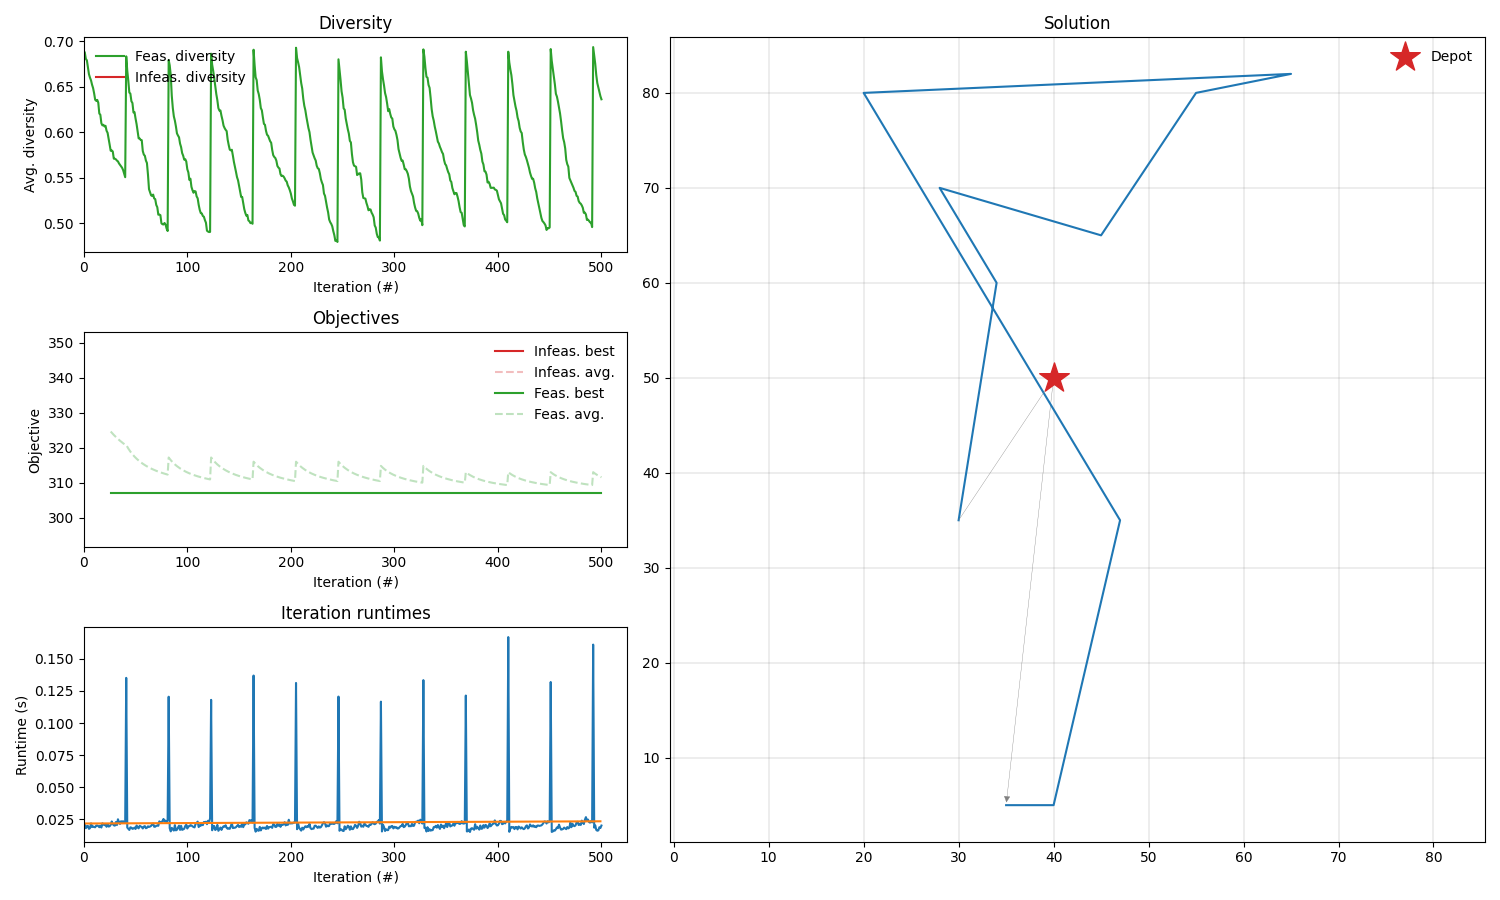 Diversity
Avg. diversity
0.70
0.65
0.60
0.55
0.50
Feas. diversity
Infeas. diversity
0 100 200 300 400 500
Iteration (#)
Objectives
Objective
350
340
330
320
310
300
Infeas. best
Infeas. avg.
Feas. best
Feas. avg.
0 100 200 300 400 500
Iteration (#)
Iteration runtimes
Runtime (s)
0.150
0.125
0.100
0.075
0.050
0.025
0 100 200 300 400 500
Iteration (#)
Solution
Depot
80
70
60
50
40
30
20
10
0 10 20 30 40 50 60 70 80